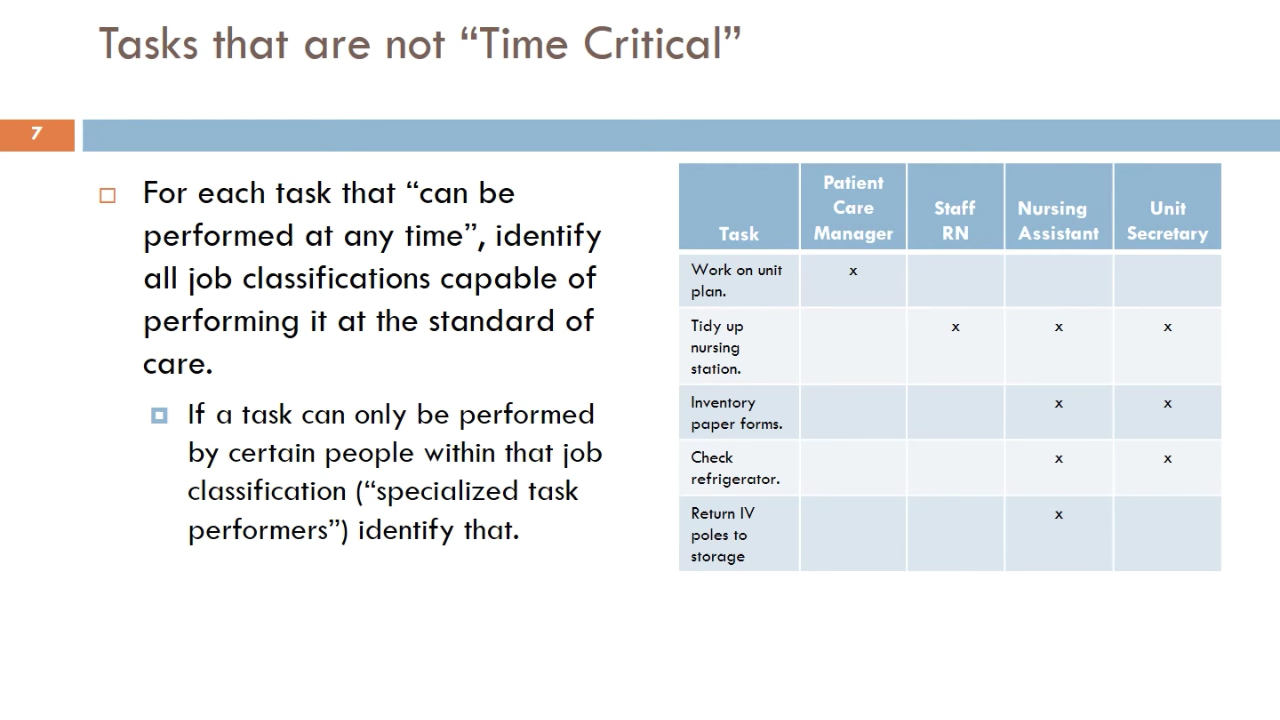 Tasks that are not “Time Critical”
7
For each task that “can be
performed at any time”, identify
all job classifications capable of
performing it at the standard of
care.
If a task can only be performed
by certain people within that job
classification (“specialized task
performers”) identify that.
Task
Patient
Care
Manager
Staff
RN
Nursing
Assistant
Unit
Secretary
Work on unit
plan.
x
Tidy up
nursing
station.
x
x
x
Inventory
paper forms.
x
x
Check
refrigerator.
x
x
Return IV
poles to
storage
x